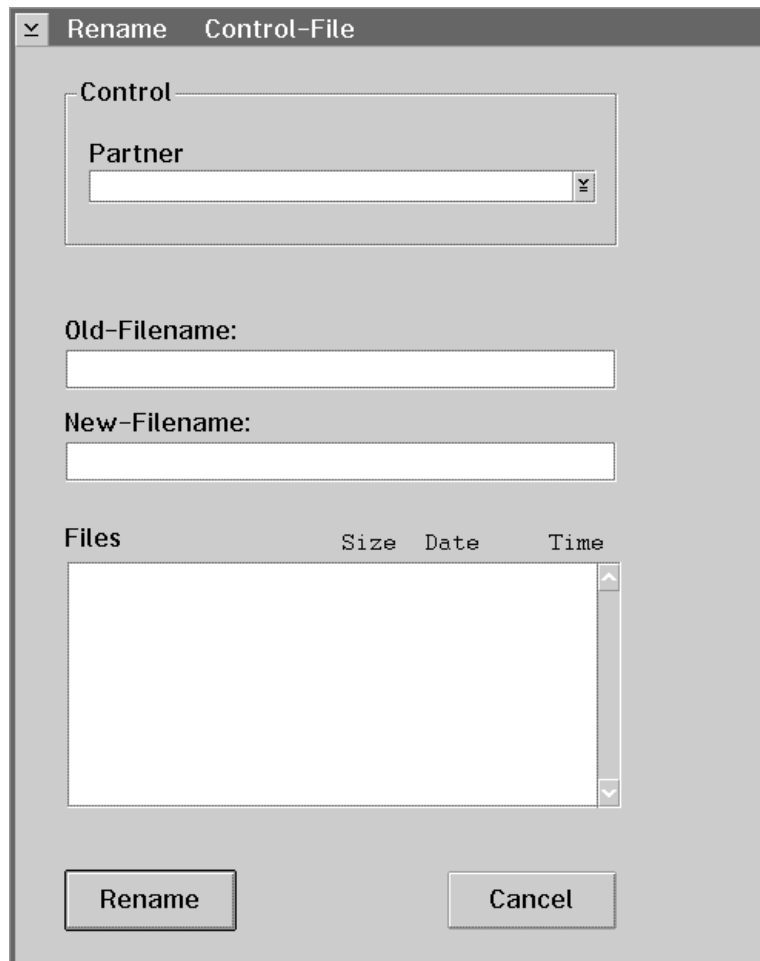 Rename Control-File
Control
Partner
Old-Filename:
New-Filename:
Files Size Date Time
Rename Cancel